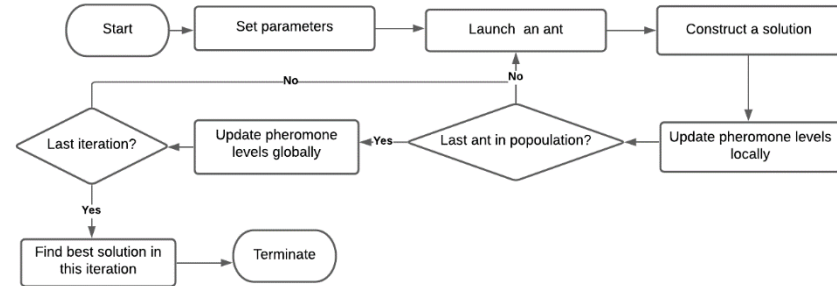 Start
Set parameters
Launch an ant
Construct a solution
No
No
Last iteration?
Update pheromone
levels globally
Yes
Last ant in popoulation?
Update pheromone levels
locally
Yes
Find best solution in
this iteration
Terminate